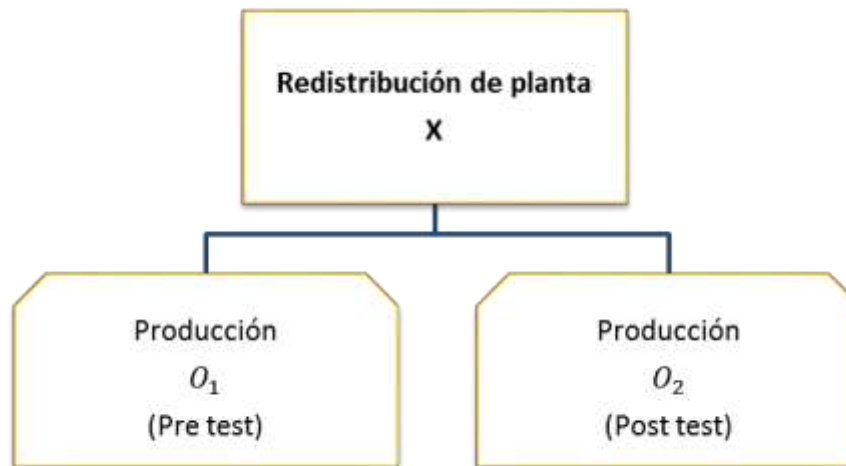 Redistribución de planta
X
Producción
O₁
(Pre test)
Producción
O₂
(Post test)